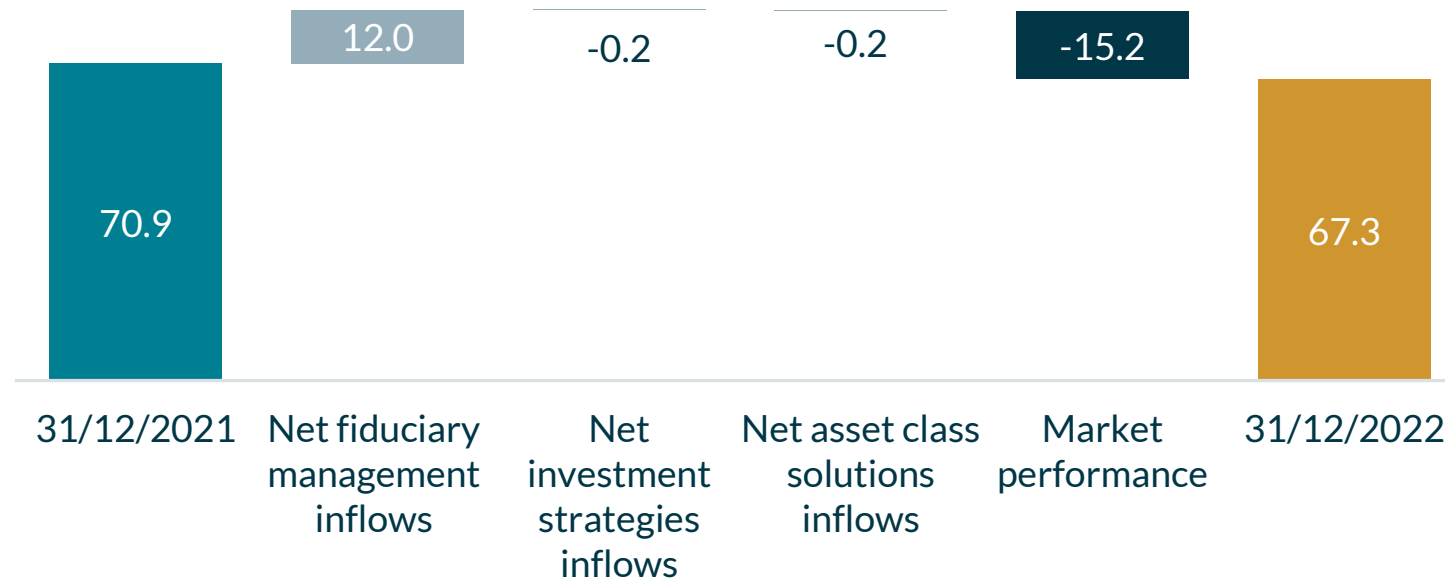 12.0
-0.2
-0.2
-15.2
70.9
67.3
31/12/2021
Net fiduciary
management
inflows
Net
investment
strategies
inflows
Net asset class
solutions
inflows
Market
performance
31/12/2022